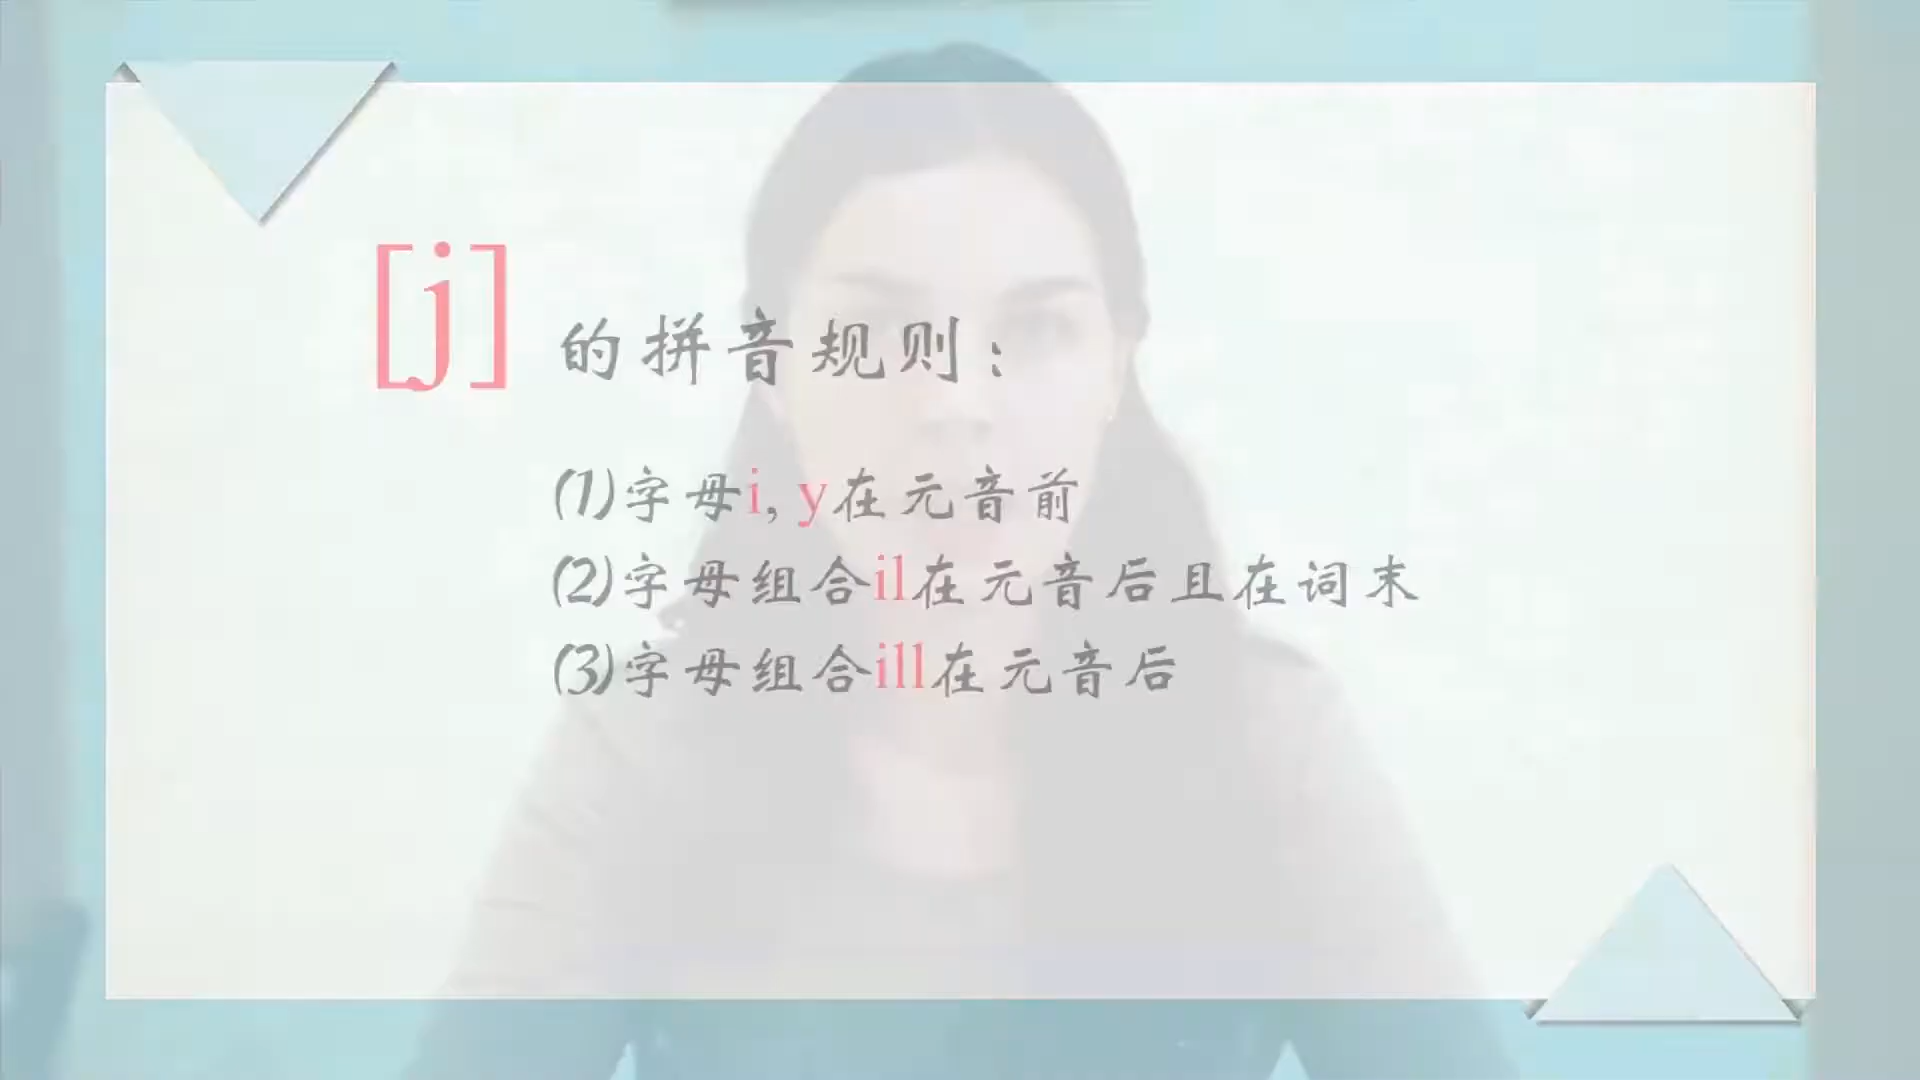 [j] 的拼音规则：
(1)字母i, y在元音前
(2)字母组合il在元音后且在词末
(3)字母组合ill在元音后